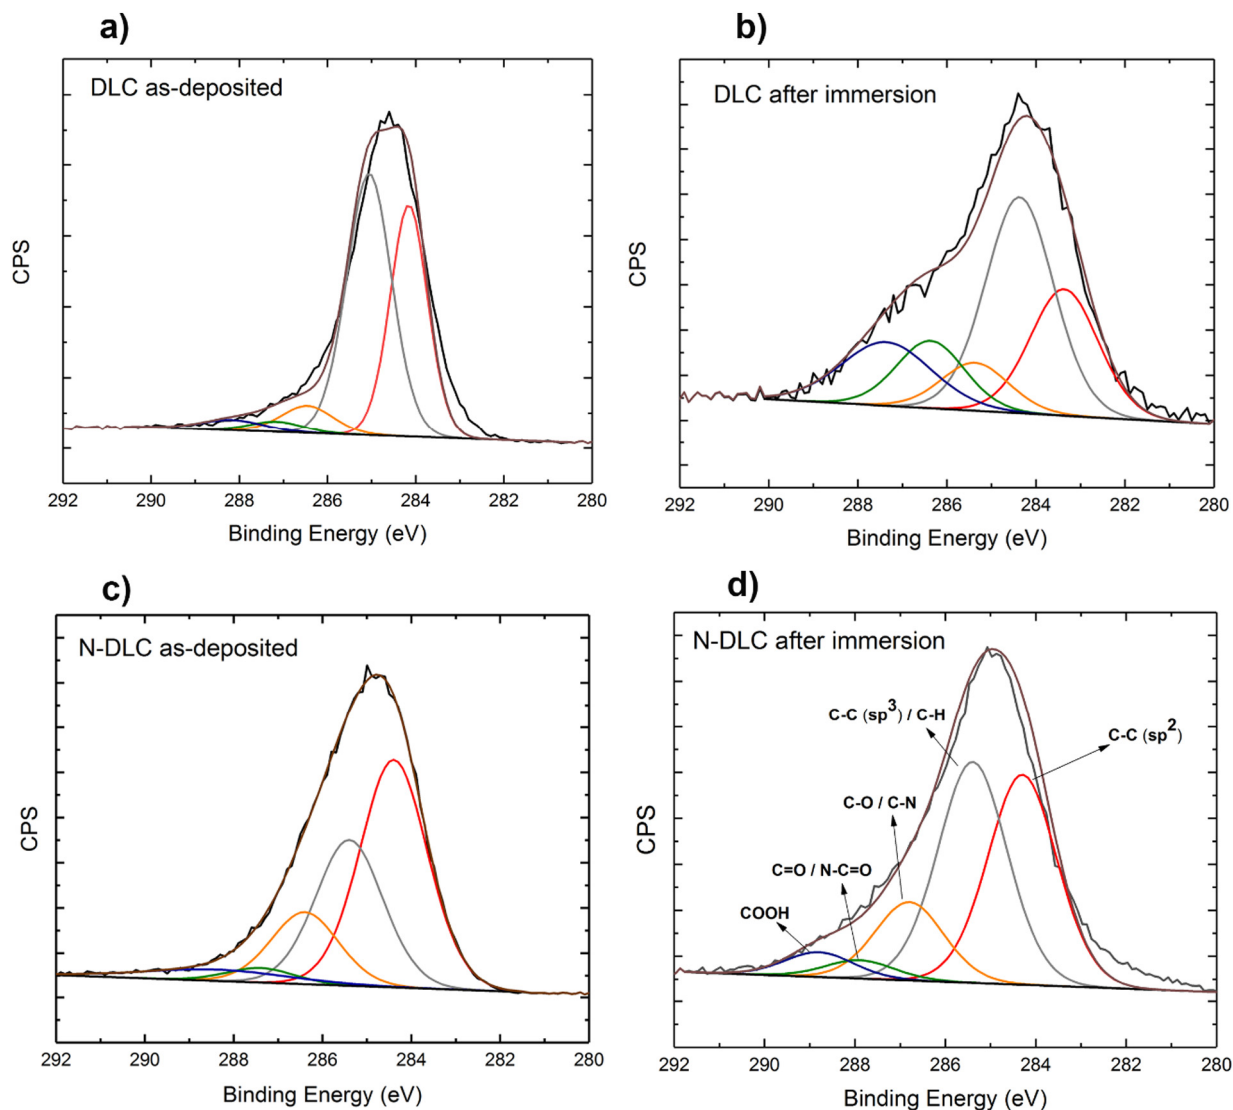 a)
DLC as-deposited
CPS
292 290 288 286 284 282 280
Binding Energy (eV)
b)
DLC after immersion
CPS
292 290 288 286 284 282 280
Binding Energy (eV)
c)
N-DLC as-deposited
CPS
292 290 288 286 284 282 280
Binding Energy (eV)
d)
N-DLC after immersion
C-C (sp³) / C-H
C-C (sp²)
C-O / C-N
C=O / N-C=O
COOH
CPS
292 290 288 286 284 282 280
Binding Energy (eV)